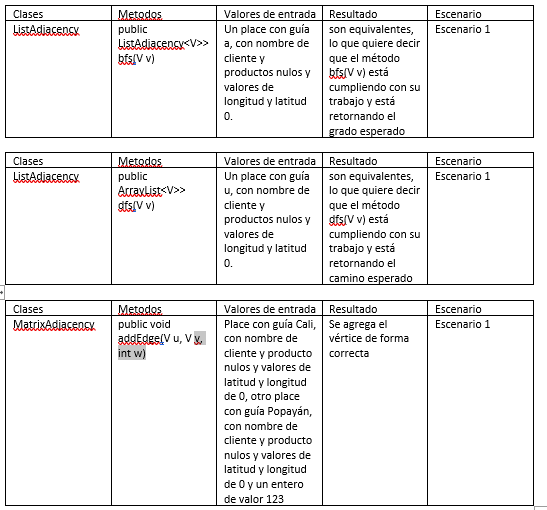 Clases Metodos Valores de entrada Resultado Escenario
ListAdjacency public ListAdjacency<V>> bfs(V v) Un place con guía a, con nombre de cliente y productos nulos y valores de longitud y latitud 0. son equivalentes, lo que quiere decir que el método bfs(V v) está cumpliendo con su trabajo y está retornando el grado esperado Escenario 1
Clases Metodos Valores de entrada Resultado Escenario
ListAdjacency public ArrayList<V>> dfs(V v) Un place con guía u, con nombre de cliente y productos nulos y valores de longitud y latitud 0. son equivalentes, lo que quiere decir que el método dfs(V v) está cumpliendo con su trabajo y está retornando el camino esperado Escenario 1
Clases Metodos Valores de entrada Resultado Escenario
MatrixAdjacency public void addEdge(V u, V v, int w) Place con guía Cali, con nombre de cliente y producto nulos y valores de latitud y longitud de 0, otro place con guía Popayán, con nombre de cliente y producto nulos y valores de latitud y longitud de 0 y un entero de valor 123 Se agrega el vértice de forma correcta Escenario 1